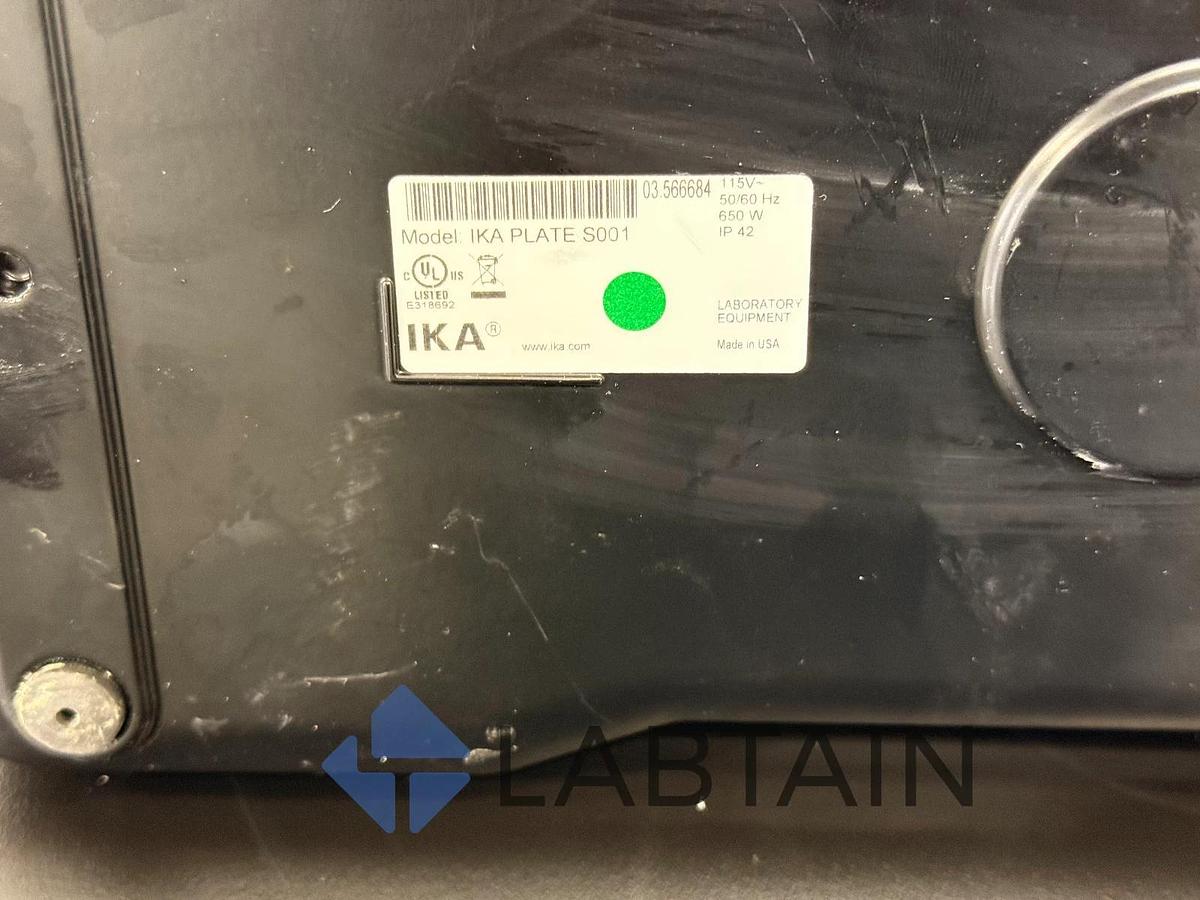 03.566684
115V~
50/60 Hz
650 W
IP 42
Model: IKA PLATE S001
C UL US
LISTED
E318692
IKA®
www.ika.com
LABORATORY
EQUIPMENT
Made in USA
LABTAIN